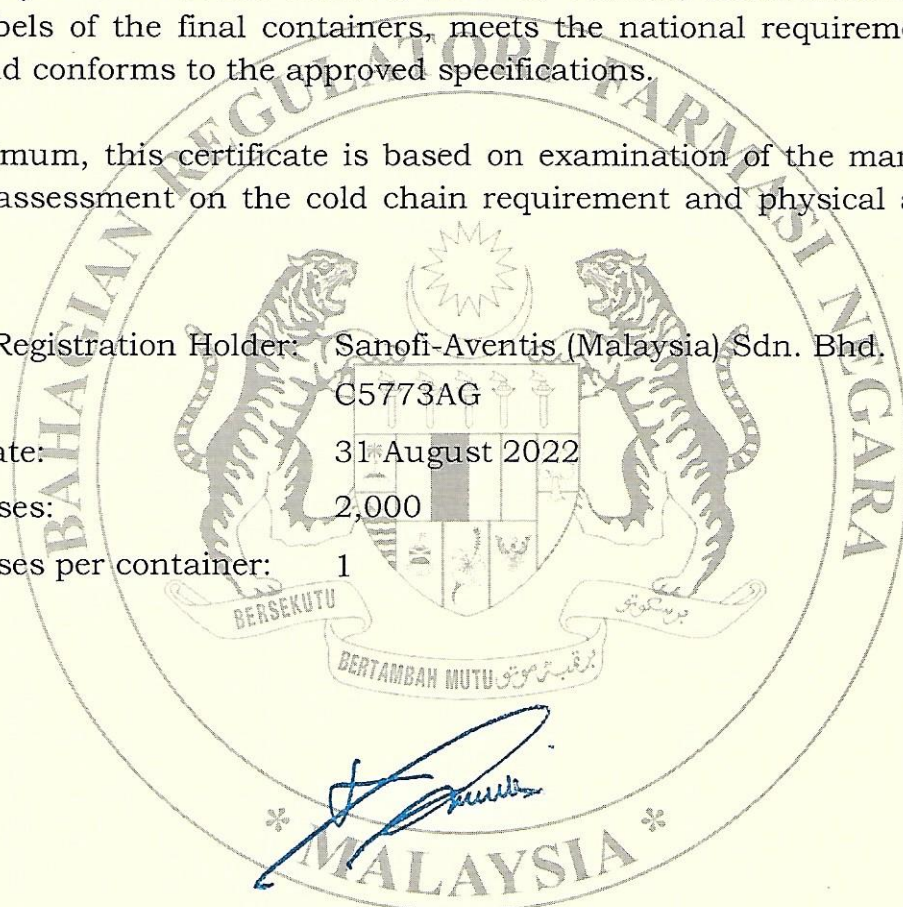 bels of the final containers, meets the national requireme
d conforms to the approved specifications.
mum, this certificate is based on examination of the mar
assessment on the cold chain requirement and physical a
Registration Holder: Sanofi-Aventis (Malaysia) Sdn. Bhd.
C5773AG
ate: 31 August 2022
ses: 2,000
ses per container: 1
BAHAGIAN REGULATORI FARMASI NEGARA
BERSEKUTU
BERTAMBAH MUTU
* MALAYSIA *